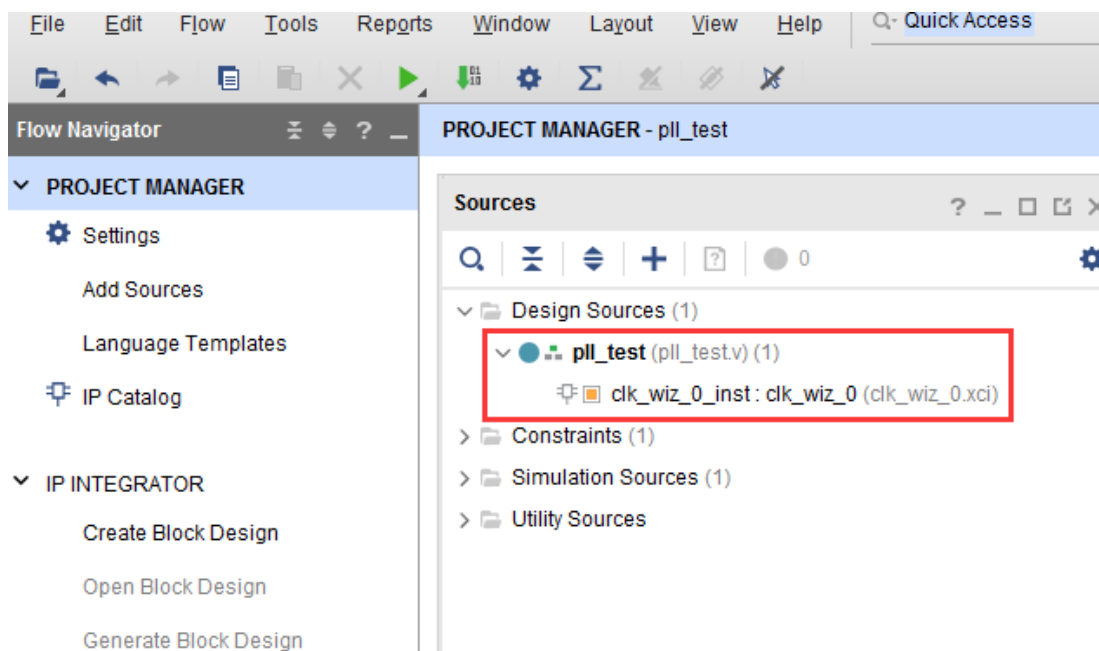 File Edit Flow Tools Reports Window Layout View Help Quick Access
Flow Navigator ? PROJECT MANAGER - pll_test
PROJECT MANAGER
Settings
Add Sources
Language Templates
IP Catalog
IP INTEGRATOR
Create Block Design
Open Block Design
Generate Block Design
Sources ?
? 0
Design Sources (1)
pll_test (pll_test.v) (1)
clk_wiz_0_inst : clk_wiz_0 (clk_wiz_0.xci)
Constraints (1)
Simulation Sources (1)
Utility Sources